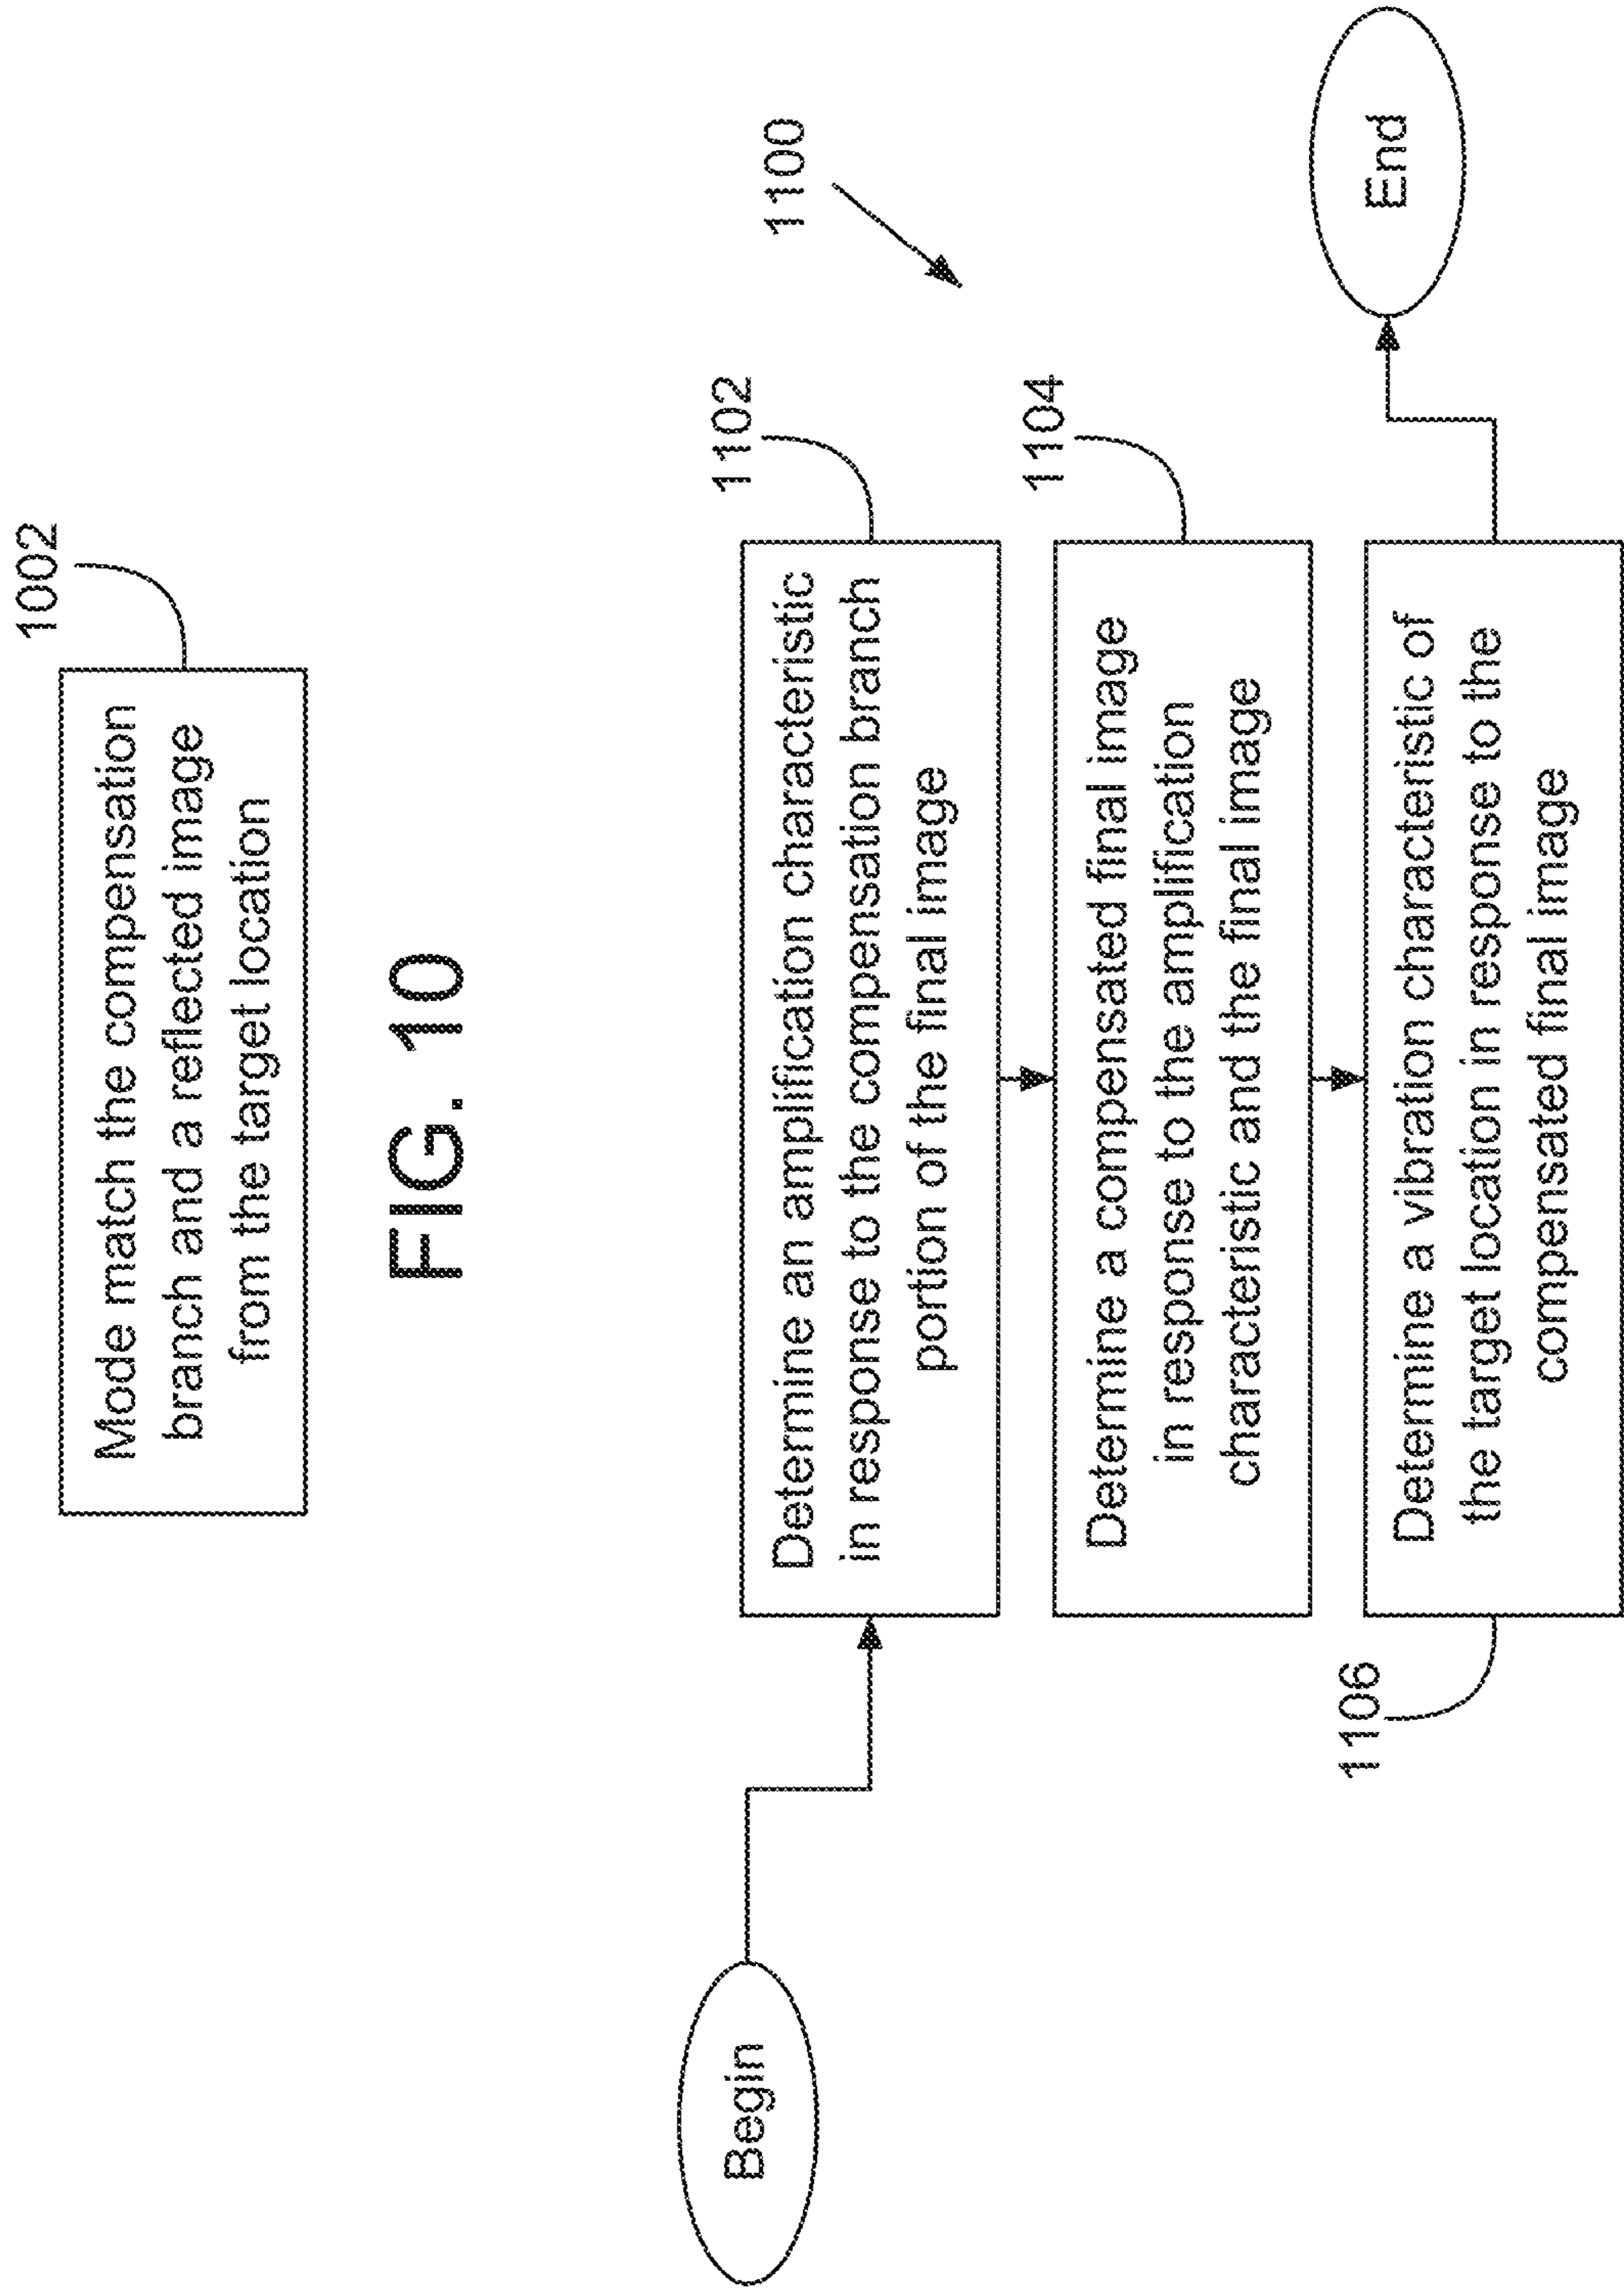 1002
Mode match the compensation
branch and a reflected image
from the target location
FIG. 10
1100
Begin
1102
Determine an amplification characteristic
in response to the compensation branch
portion of the final image
1104
Determine a compensated final image
in response to the amplification
characteristic and the final image
1106
Determine a vibration characteristic of
the target location in response to the
compensated final image
End